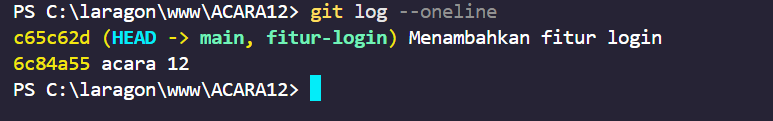 PS C:\laragon\www\ACARA12> git log --oneline
c65c62d (HEAD -> main, fitur-login) Menambahkan fitur login
6c84a55 acara 12
PS C:\laragon\www\ACARA12>